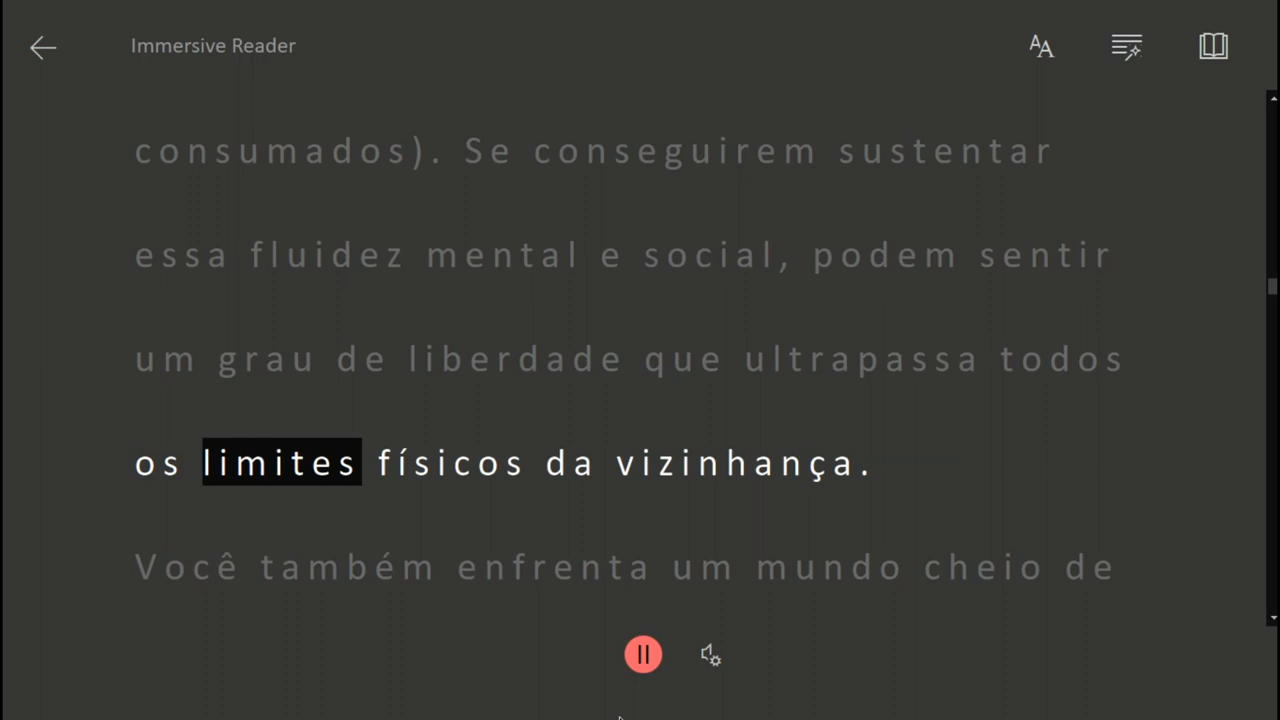 Immersive Reader
consumados). Se conseguirem sustentar
essa fluidez mental e social, podem sentir
um grau de liberdade que ultrapassa todos
os limites físicos da vizinhança.
Você também enfrenta um mundo cheio de